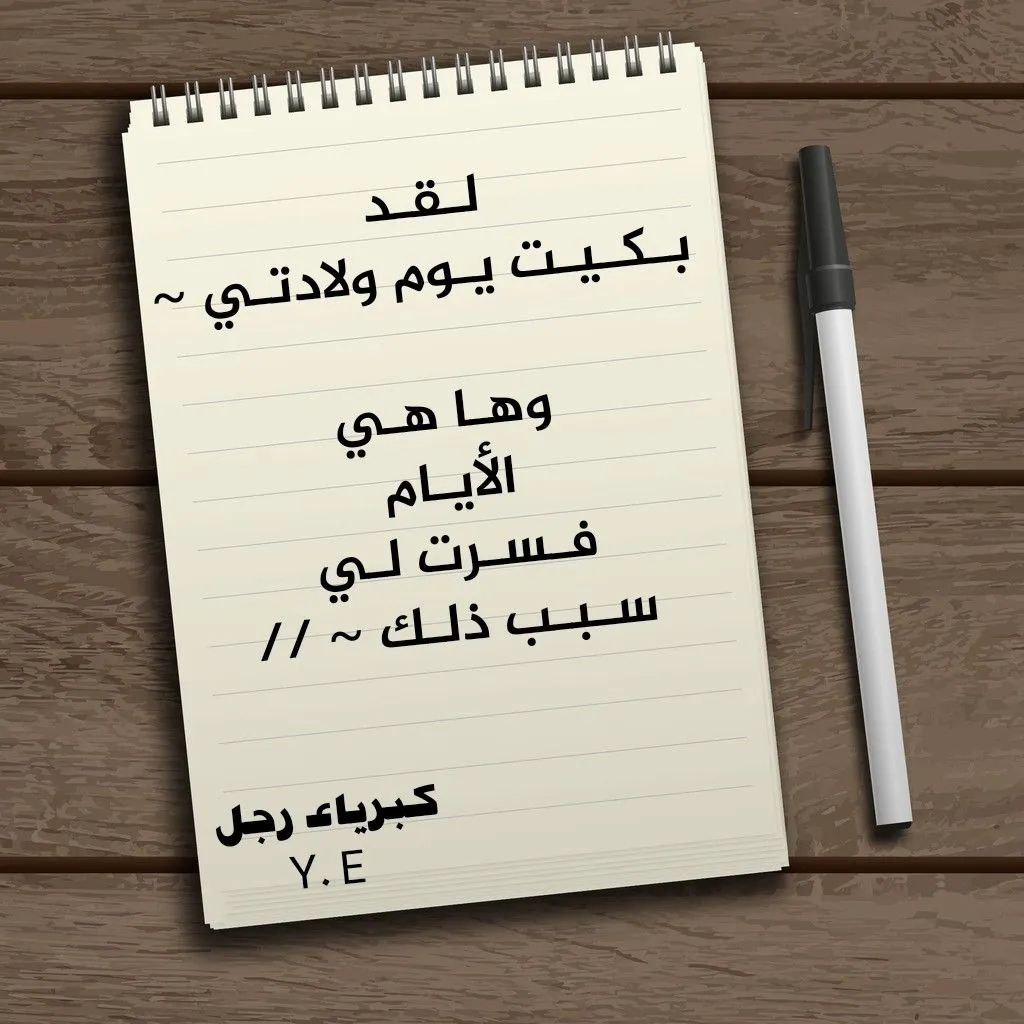 لـقـد
بـكـيـت يـوم ولادتـي ~
وهـا هـي
الأيـام
فـسـرت لـي
سـبـب ذلـك ~ //
كبرياء رجل
Y.E